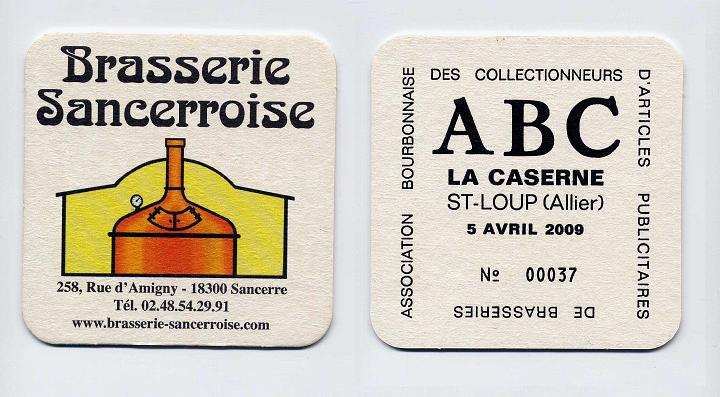 Brasserie
Sancerroise
258, Rue d'Amigny - 18300 Sancerre
Tél. 02.48.54.29.91
www.brasserie-sancerroise.com
ASSOCIATION BOURBONNAISE
DES COLLECTIONNEURS
D'ARTICLES PUBLICITAIRES
DE BRASSERIES
ABC
LA CASERNE
ST-LOUP (Allier)
5 AVRIL 2009
Nº 00037